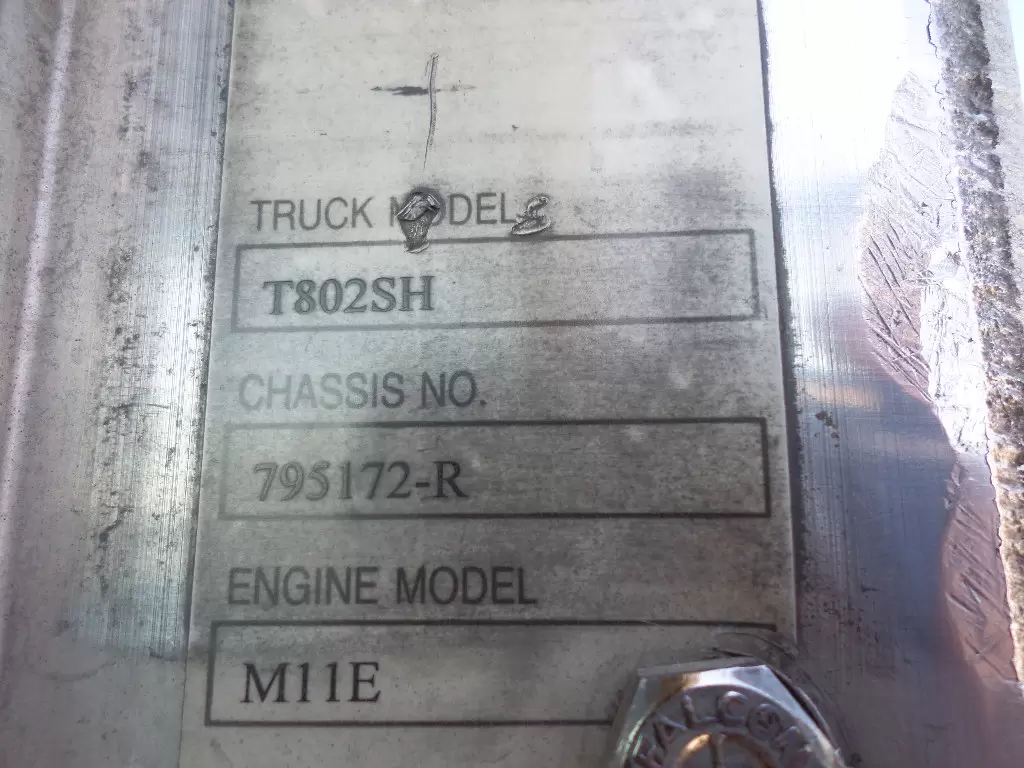 TRUCK MODEL
T802SH
CHASSIS NO.
795172-R
ENGINE MODEL
M11E